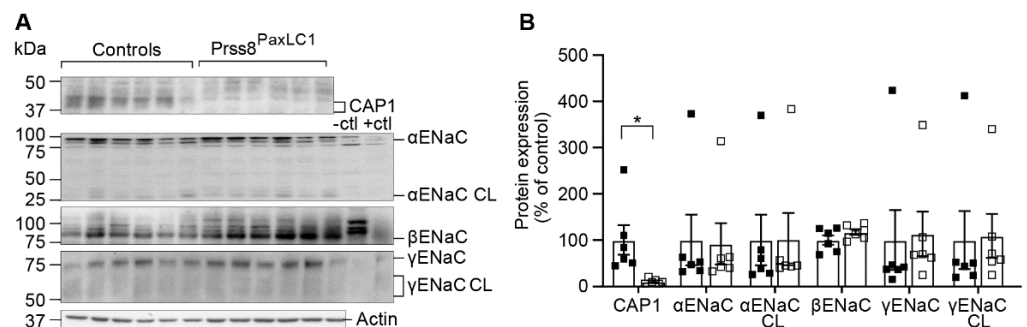 A
kDa
Controls
Prss8PaxLC1
50
37
CAP1
-ctl +ctl
100
75
50
25
αENaC
αENaC CL
100
75
βENaC
75
50
γENaC
γENaC CL
37
Actin
B
Protein expression
(% of control)
500
400
300
200
100
0
*
CAP1
αENaC
αENaC
CL
βENaC
γENaC
γENaC
CL